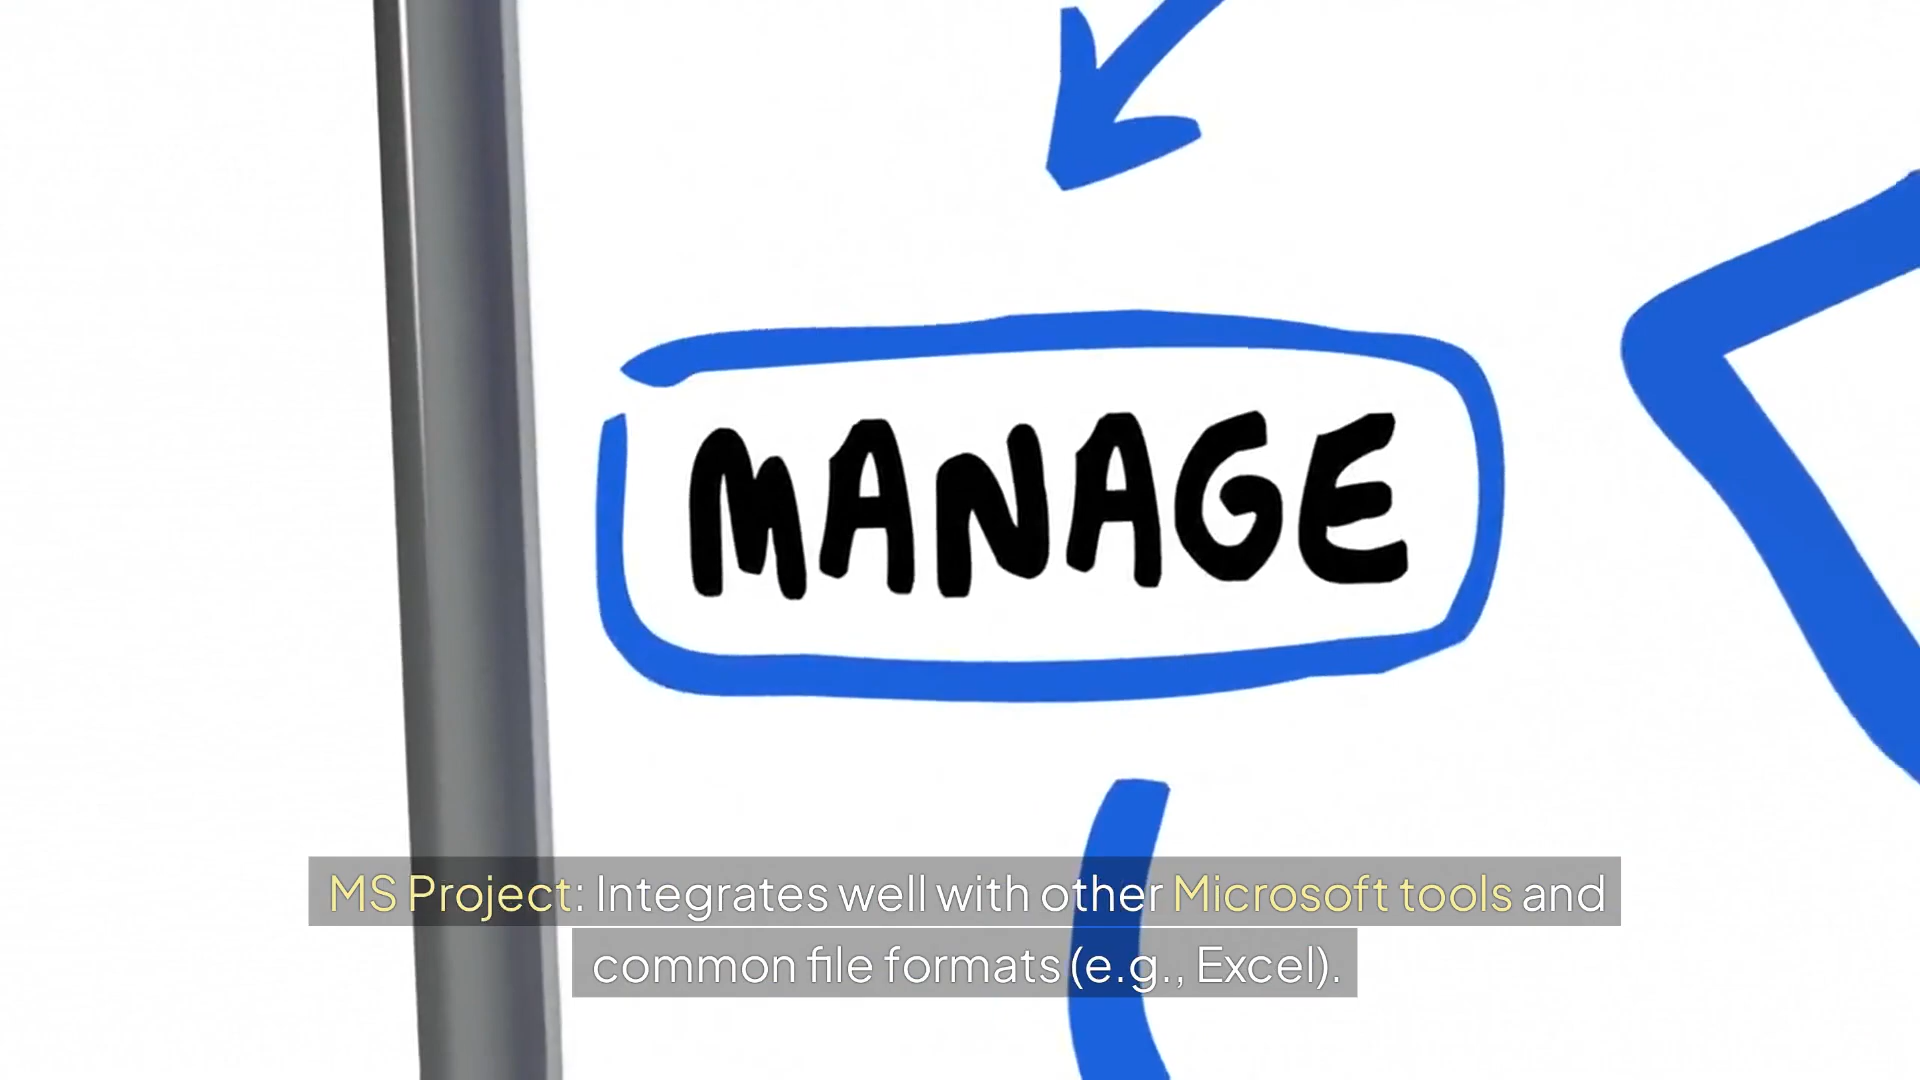 MANAGE
MS Project: Integrates well with other Microsoft tools and
common file formats (e.g., Excel).